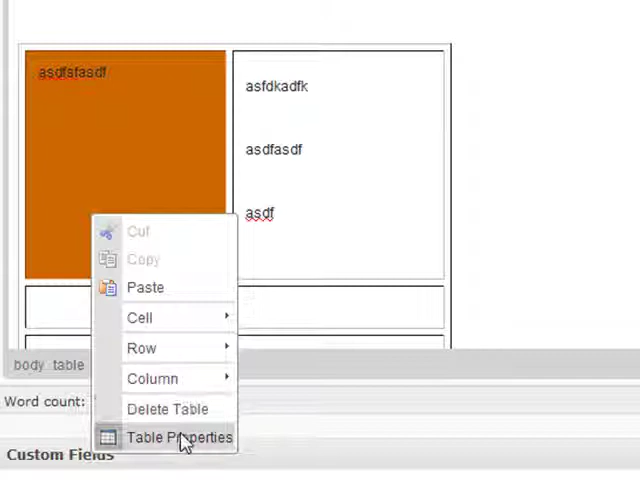 asdfsfasdf
asfdkadfk
asdfasdf
asdf
Cut
Copy
Paste
Cell
Row
Column
Delete Table
Table Properties
body table
Word count:
Custom Fields